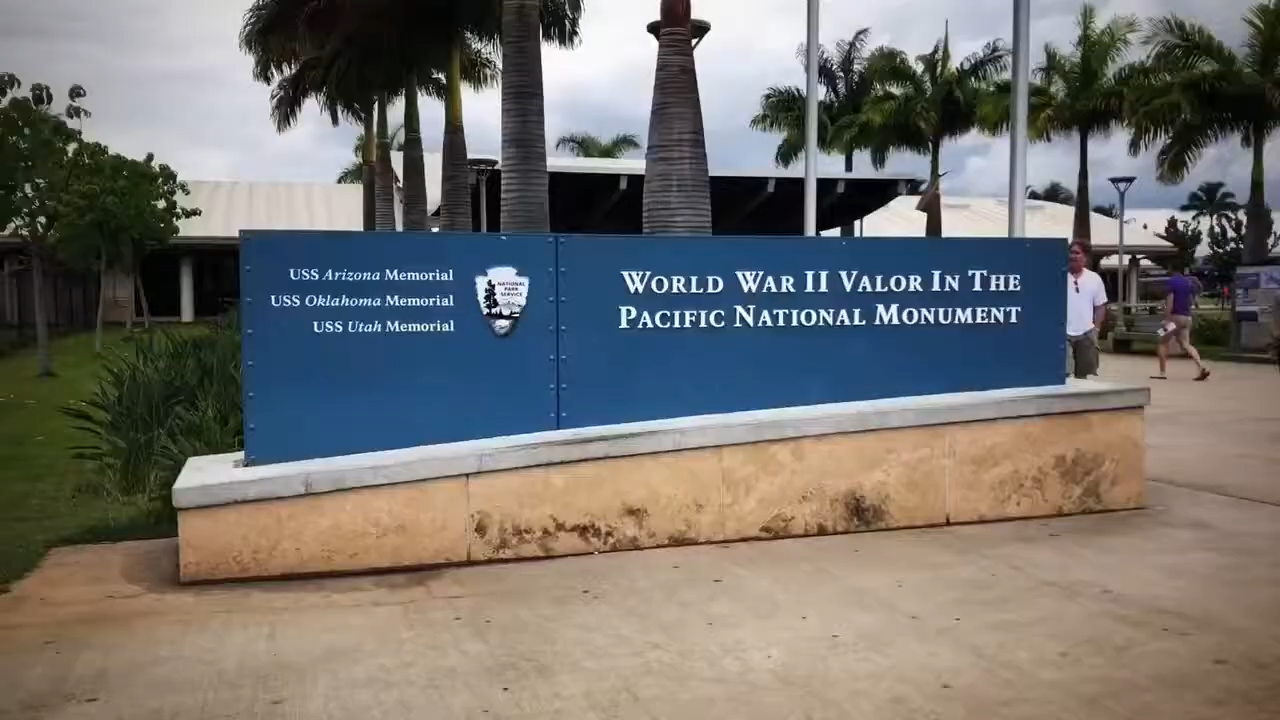 USS Arizona Memorial
USS Oklahoma Memorial
USS Utah Memorial
NATIONAL
PARK
SERVICE
World War II Valor In The
Pacific National Monument